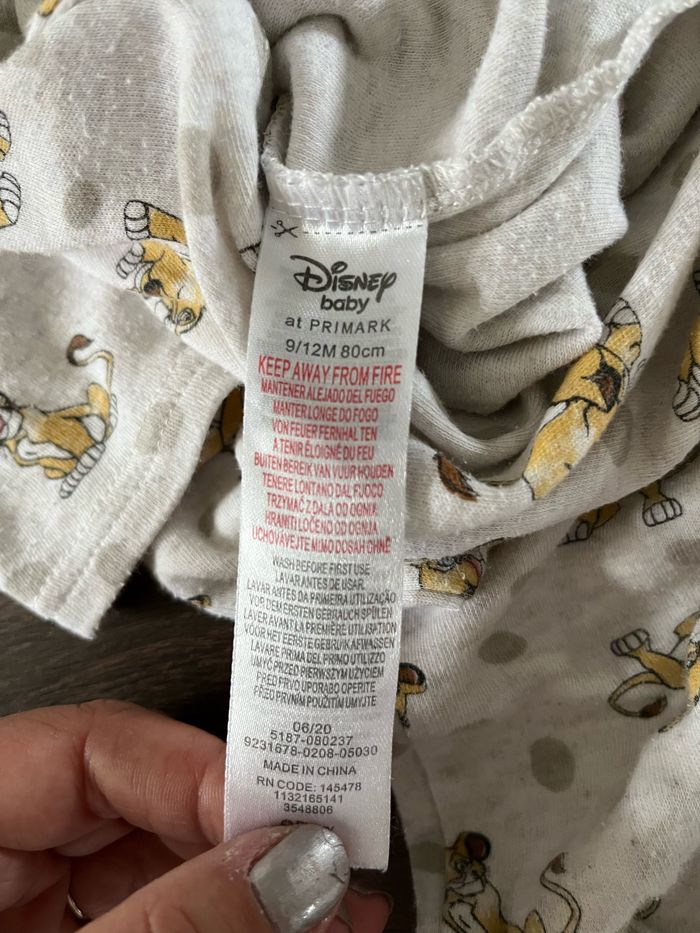 Disney
baby
at PRIMARK
9/12M 80cm
KEEP AWAY FROM FIRE
MANTENER ALEJADO DEL FUEGO
MANTER LONGE DO FOGO
VON FEUER FERNHALTEN
A TENIR ÉLOIGNÉ DU FEU
BUITEN BEREIK VAN VUUR HOUDEN
TENERE LONTANO DAL FUOCO
TRZYMAĆ Z DALA OD OGNIA
HRANITI LOČENO OD OGNJA
UCHOVÁVEJTE MIMO DOSAH OHNĚ
WASH BEFORE FIRST USE
LAVAR ANTES DE USAR
LAVAR ANTES DA PRIMEIRA UTILIZAÇÃO
VOR DEM ERSTEN GEBRAUCH SPÜLEN
LAVER AVANT LA PREMIÈRE UTILISATION
VOOR HET EERSTE GEBRUIK AFWASSEN
LAVARE PRIMA DEL PRIMO UTILIZZO
UMYĆ PRZED PIERWSZYM UŻYCIEM
PRED PRVO UPORABO OPERITE
PŘED PRVNÍM POUŽITÍM UMYJTE
06/20
5187-080237
9231678-0208-05030
MADE IN CHINA
RN CODE: 145478
1132165141
3548806